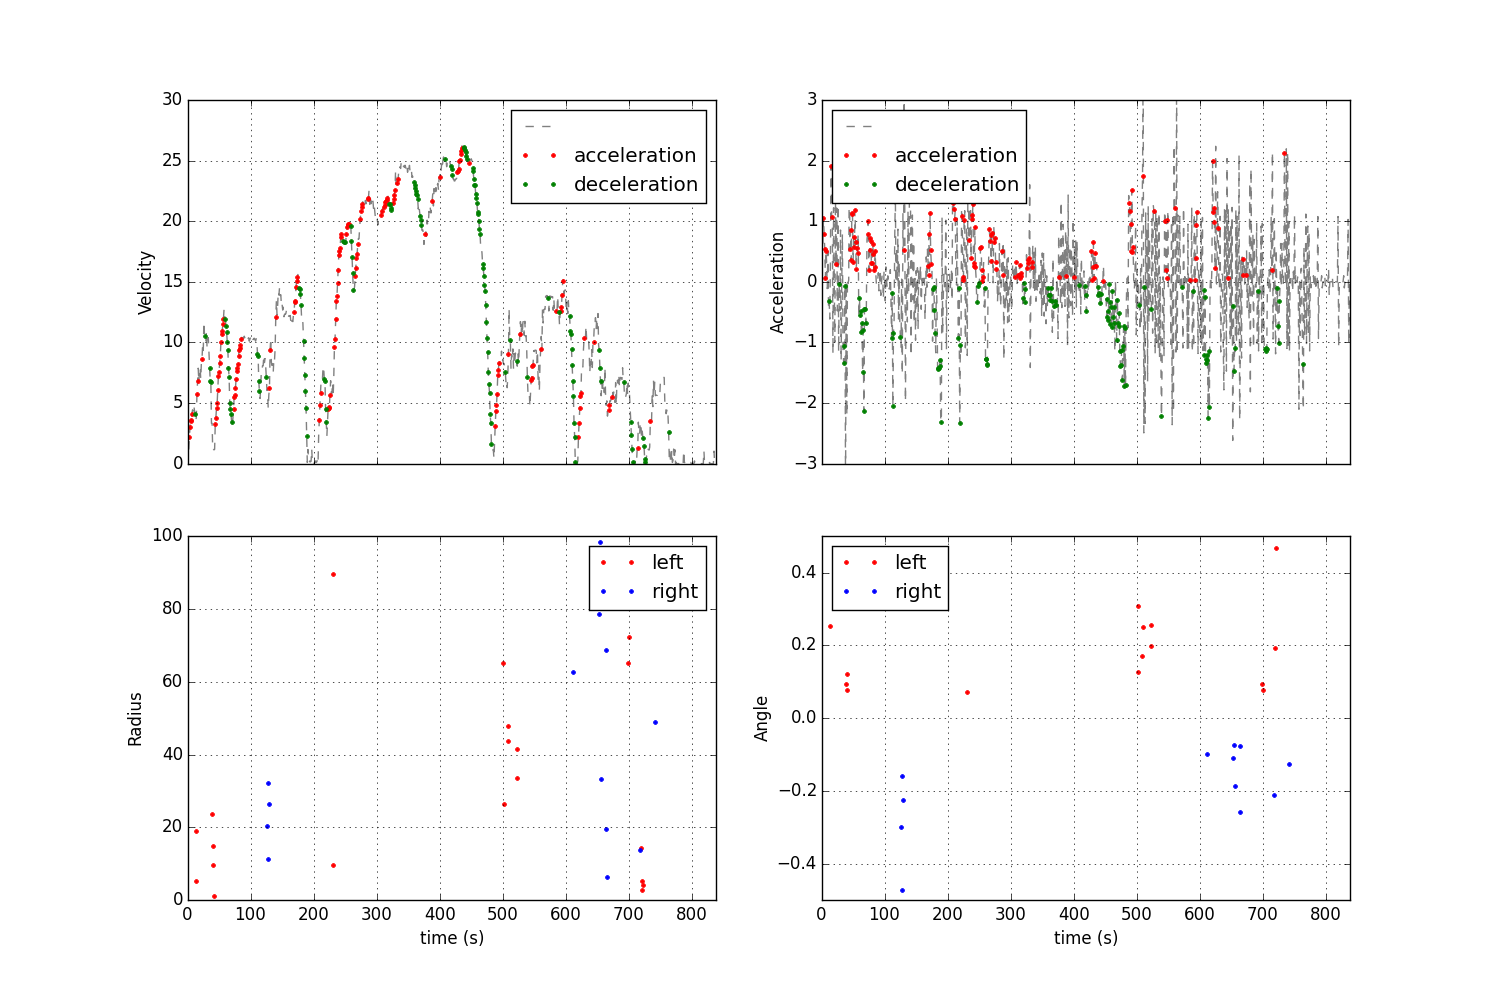 30
25
20
15
10
5
0
Velocity
acceleration
deceleration
3
2
1
0
−1
−2
−3
Acceleration
acceleration
deceleration
100
80
60
40
20
0
Radius
left
right
0 100 200 300 400 500 600 700 800
time (s)
0.4
0.2
0.0
−0.2
−0.4
Angle
left
right
0 100 200 300 400 500 600 700 800
time (s)